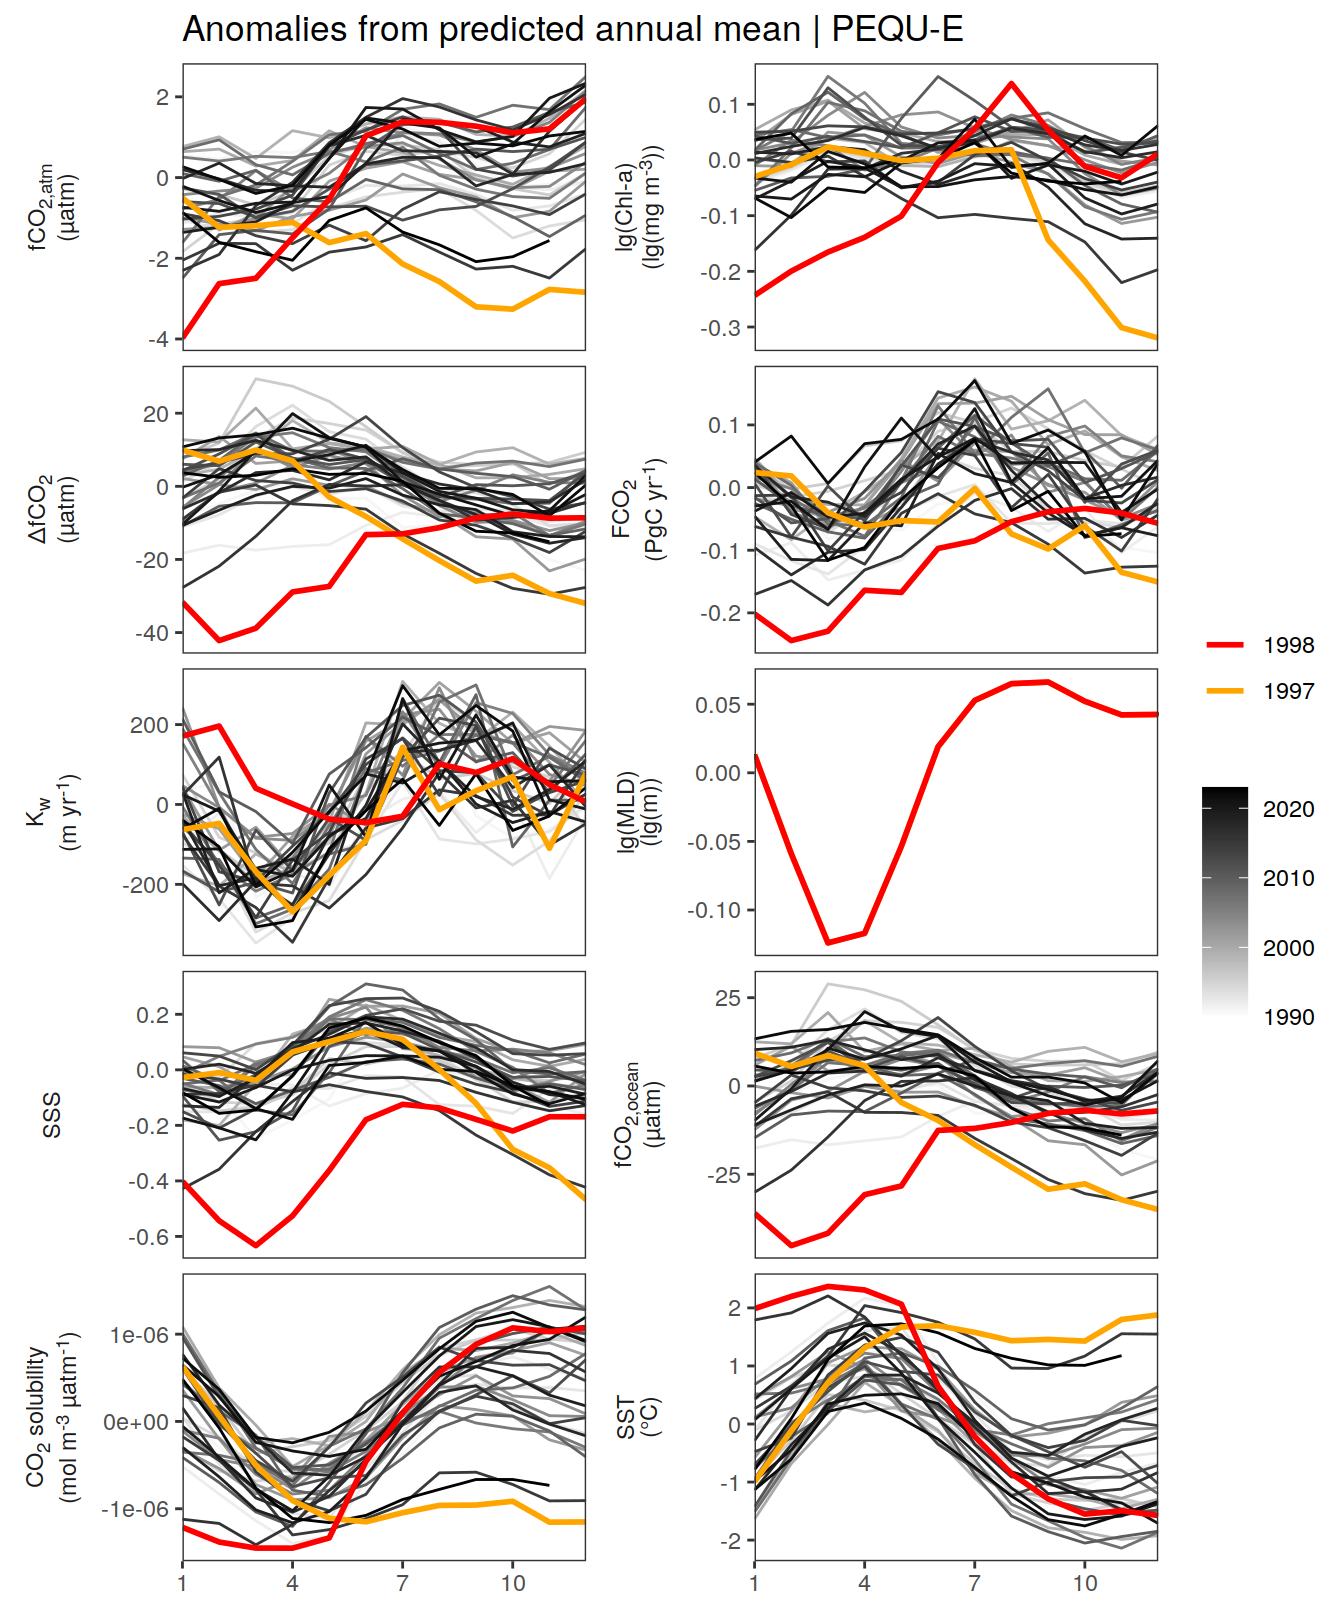 Anomalies from predicted annual mean | PEQU-E
fCO2,atm
(µatm)
2
0
-2
-4
lg(Chl-a)
(lg(mg m-3))
0.1
0.0
-0.1
-0.2
-0.3
ΔfCO2
(µatm)
20
0
-20
-40
FCO2
(PgC yr-1)
0.1
0.0
-0.1
-0.2
Kw
(m yr-1)
200
0
-200
lg(MLD)
(lg(m))
0.05
0.00
-0.05
-0.10
SSS
0.2
0.0
-0.2
-0.4
-0.6
fCO2,ocean
(µatm)
25
0
-25
CO2 solubility
(mol m-3 µatm-1)
1e-06
0e+00
-1e-06
1 4 7 10
SST
(°C)
2
1
0
-1
-2
1 4 7 10
1998
1997
2020
2010
2000
1990